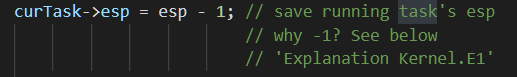 curTask->esp = esp - 1; // save running task's esp
// why -1? See below
// 'Explanation Kernel.E1'